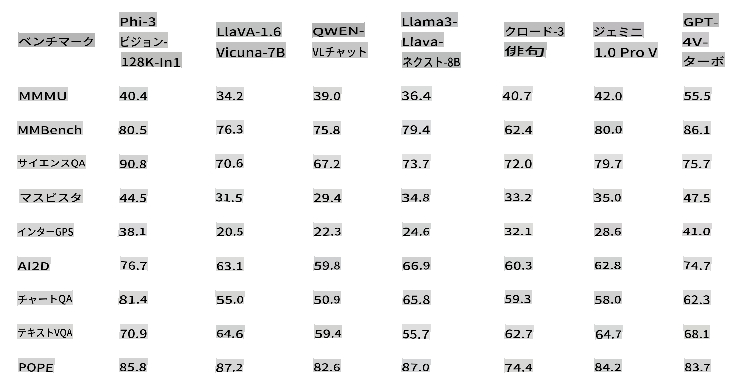 ベンチマーク Phi-3 ビジョン- 128K-In1 LlaVA-1.6 Vicuna-7B QWEN- VLチャット Llama3- Llava- ネクスト-8B クロード-3 俳句 ジェミニ 1.0 Pro V GPT- 4V- ターボ
MMMU 40.4 34.2 39.0 36.4 40.7 42.0 55.5
MMBench 80.5 76.3 75.8 79.4 62.4 80.0 86.1
サイエンスQA 90.8 70.6 67.2 73.7 72.0 79.7 75.7
マスビスタ 44.5 31.5 29.4 34.8 33.2 35.0 47.5
インターGPS 38.1 20.5 22.3 24.6 32.1 28.6 41.0
AI2D 76.7 63.1 59.8 66.9 60.3 62.8 74.7
チャートQA 81.4 55.0 50.9 65.8 59.3 58.0 62.3
テキストVQA 70.9 64.6 59.4 55.7 62.7 64.7 68.1
POPE 85.8 87.2 82.6 87.0 74.4 84.2 83.7